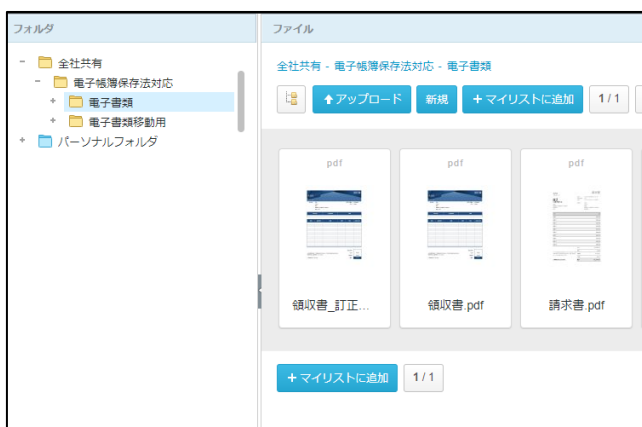 フォルダ
全社共有
電子帳簿保存法対応
電子書類
電子書類移動用
パーソナルフォルダ
ファイル
全社共有 - 電子帳簿保存法対応 - 電子書類
アップロード 新規 +マイリストに追加 1 / 1
pdf pdf pdf
領収書_訂正... 領収書.pdf 請求書.pdf
+マイリストに追加 1 / 1